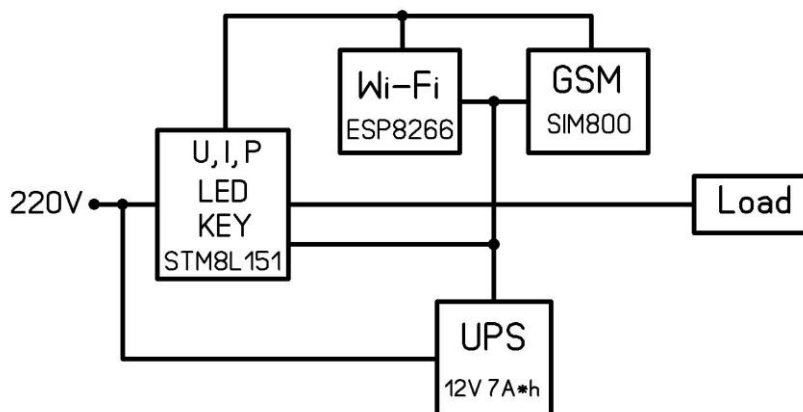 Wi-Fi
ESP8266
GSM
SIM800
U, I, P
LED
KEY
STM8L151
220V
Load
UPS
12V 7A*h